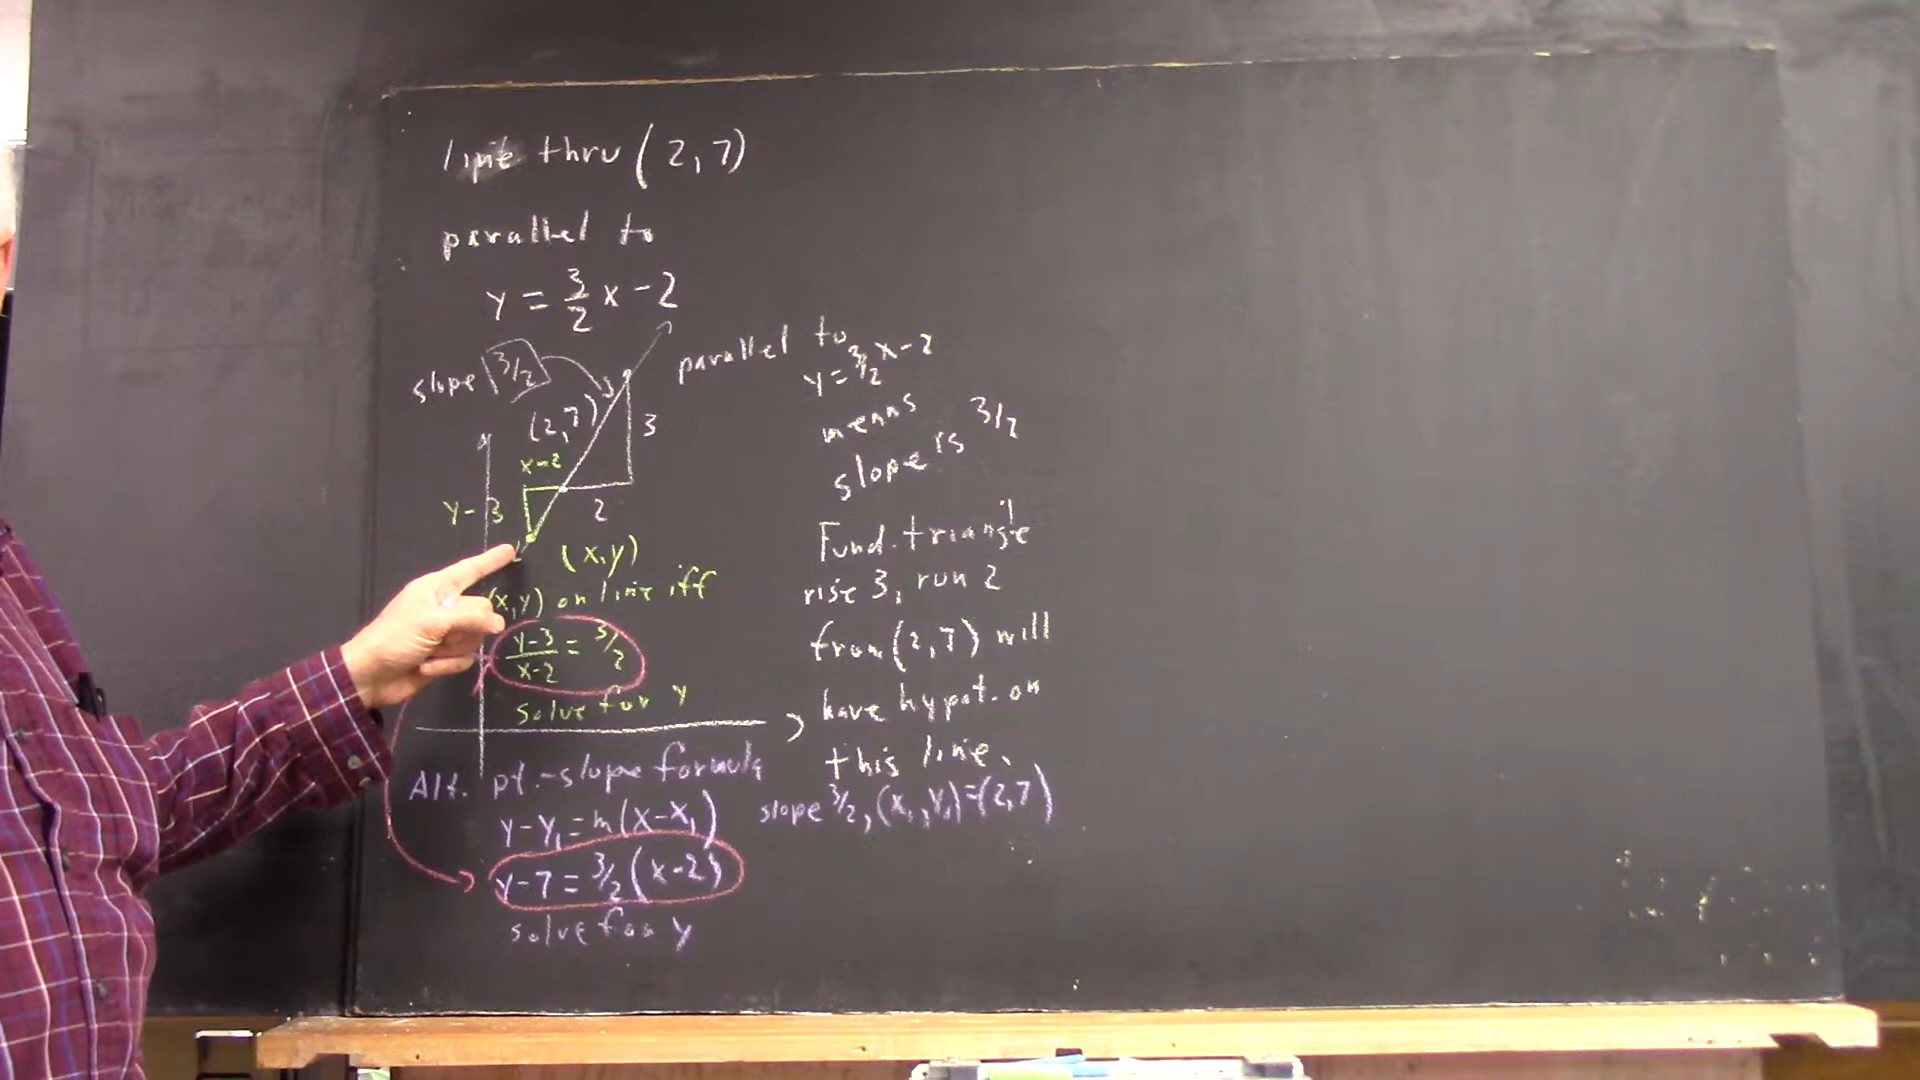 line thru (2,7)
parallel to
y = 3/2 x - 2
slope 3/2
(2,7)
3
x-2
y-3
2
(x,y)
(x,y) on line iff
y-3/x-2 = 3/2
solve for y
parallel to
y = 3/2 x-2
means
slope is 3/2
Fund. triangle
rise 3, run 2
from (2,7) will
have hypot. on
this line.
Alt. pt.-slope formula
y-y₁=m(x-x₁)
slope 3/2, (x₁,y₁)=(2,7)
y-7=3/2(x-2)
solve for y